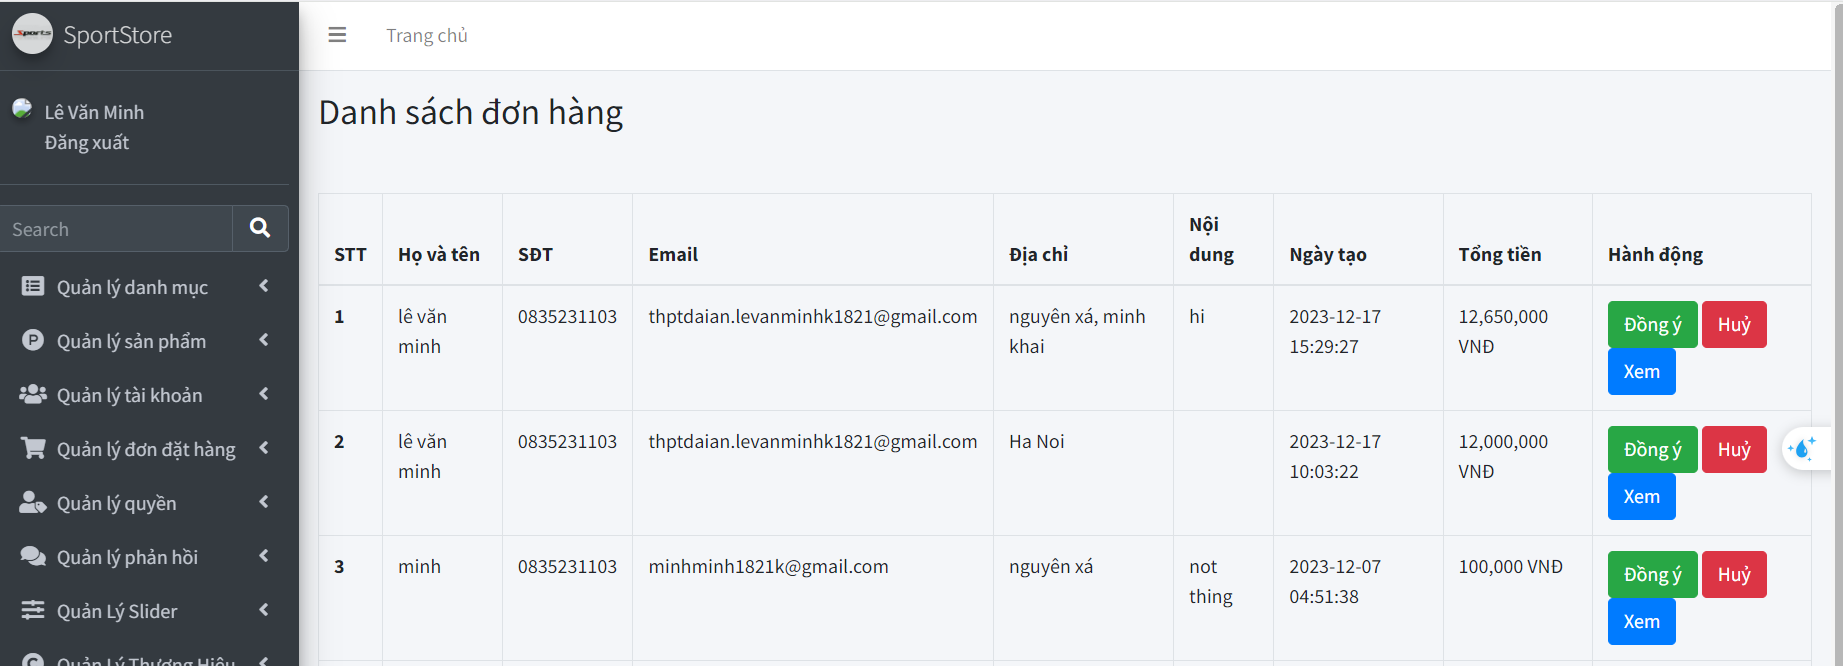 Sports
SportStore
Trang chủ
Lê Văn Minh
Đăng xuất
Search
Quản lý danh mục
Quản lý sản phẩm
Quản lý tài khoản
Quản lý đơn đặt hàng
Quản lý quyền
Quản lý phản hồi
Quản Lý Slider
Quản Lý Thương Hiệu
Danh sách đơn hàng
STT Họ và tên SĐT Email Địa chỉ Nội dung Ngày tạo Tổng tiền Hành động
1 lê văn minh 0835231103 thptdaian.levanminhk1821@gmail.com nguyên xá, minh khai hi 2023-12-17 15:29:27 12,650,000 VNĐ Đồng ý Huỷ Xem
2 lê văn minh 0835231103 thptdaian.levanminhk1821@gmail.com Ha Noi 2023-12-17 10:03:22 12,000,000 VNĐ Đồng ý Huỷ Xem
3 minh 0835231103 minhminh1821k@gmail.com nguyên xá not thing 2023-12-07 04:51:38 100,000 VNĐ Đồng ý Huỷ Xem